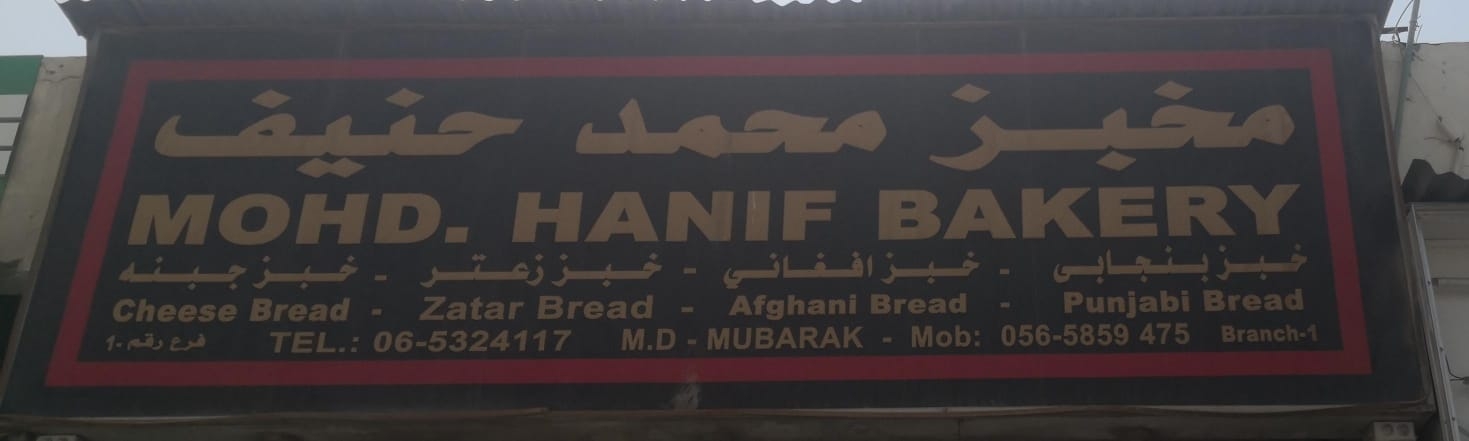 مخبز محمد حنيف
MOHD. HANIF BAKERY
خبز بنجابي - خبز افغاني - خبز زعتر - خبز جبنه
Cheese Bread - Zatar Bread - Afghani Bread - Punjabi Bread
فرع رقم -1 TEL.: 06-5324117 M.D - MUBARAK - Mob: 056-5859 475 Branch-1